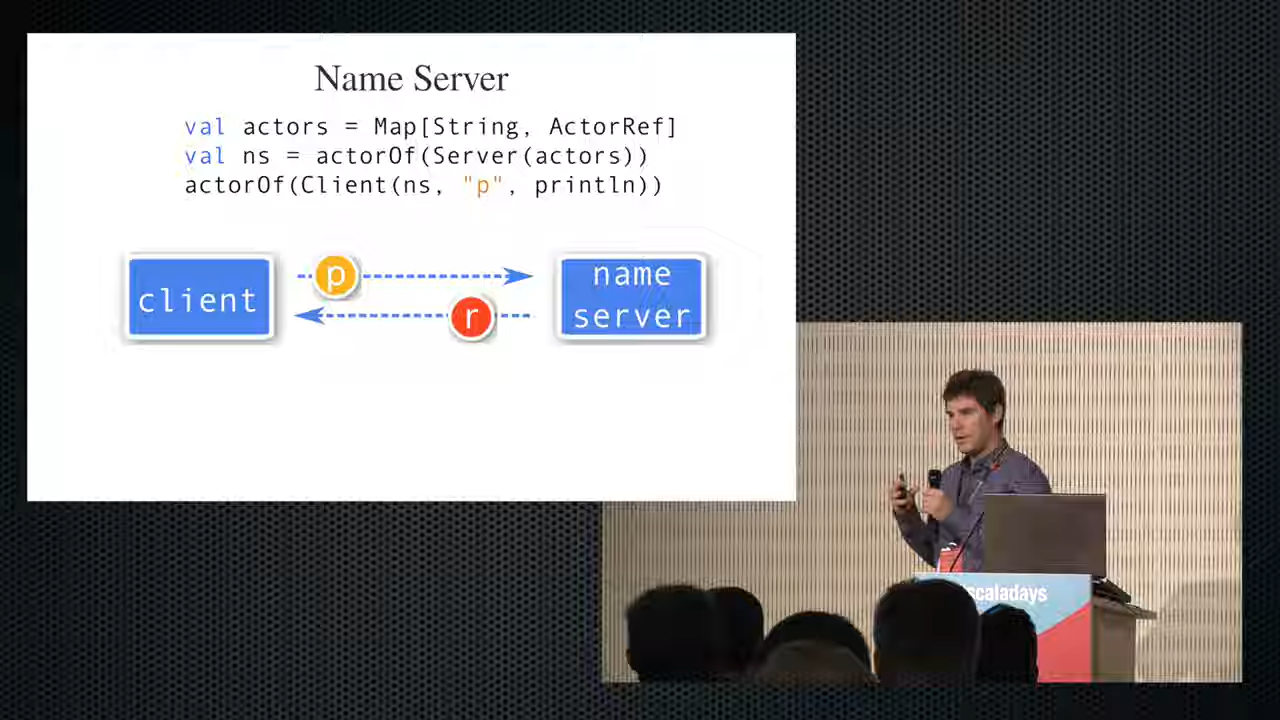 Name Server
val actors = Map[String, ActorRef]
val ns = actorOf(Server(actors))
actorOf(Client(ns, "p", println))
client
p
r
name
server
scaladays